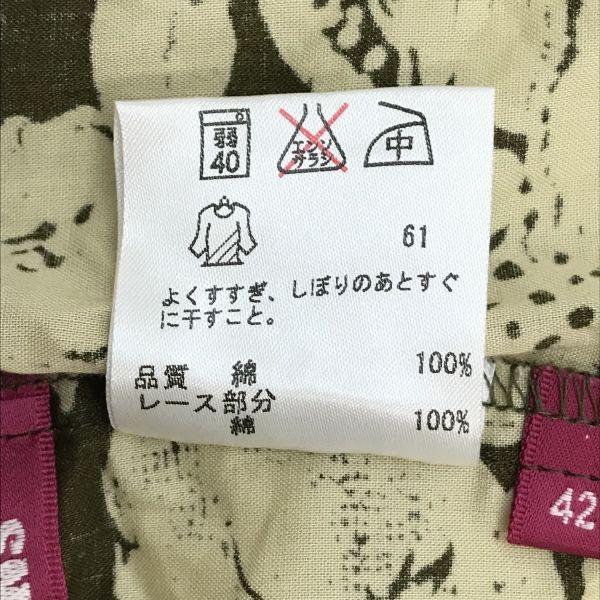 弱 エンソ 中
40 サラシ
61
よくすすぎ、しぼりのあとすぐ
に干すこと。
品質 綿 100%
レース部分
綿 100%
42